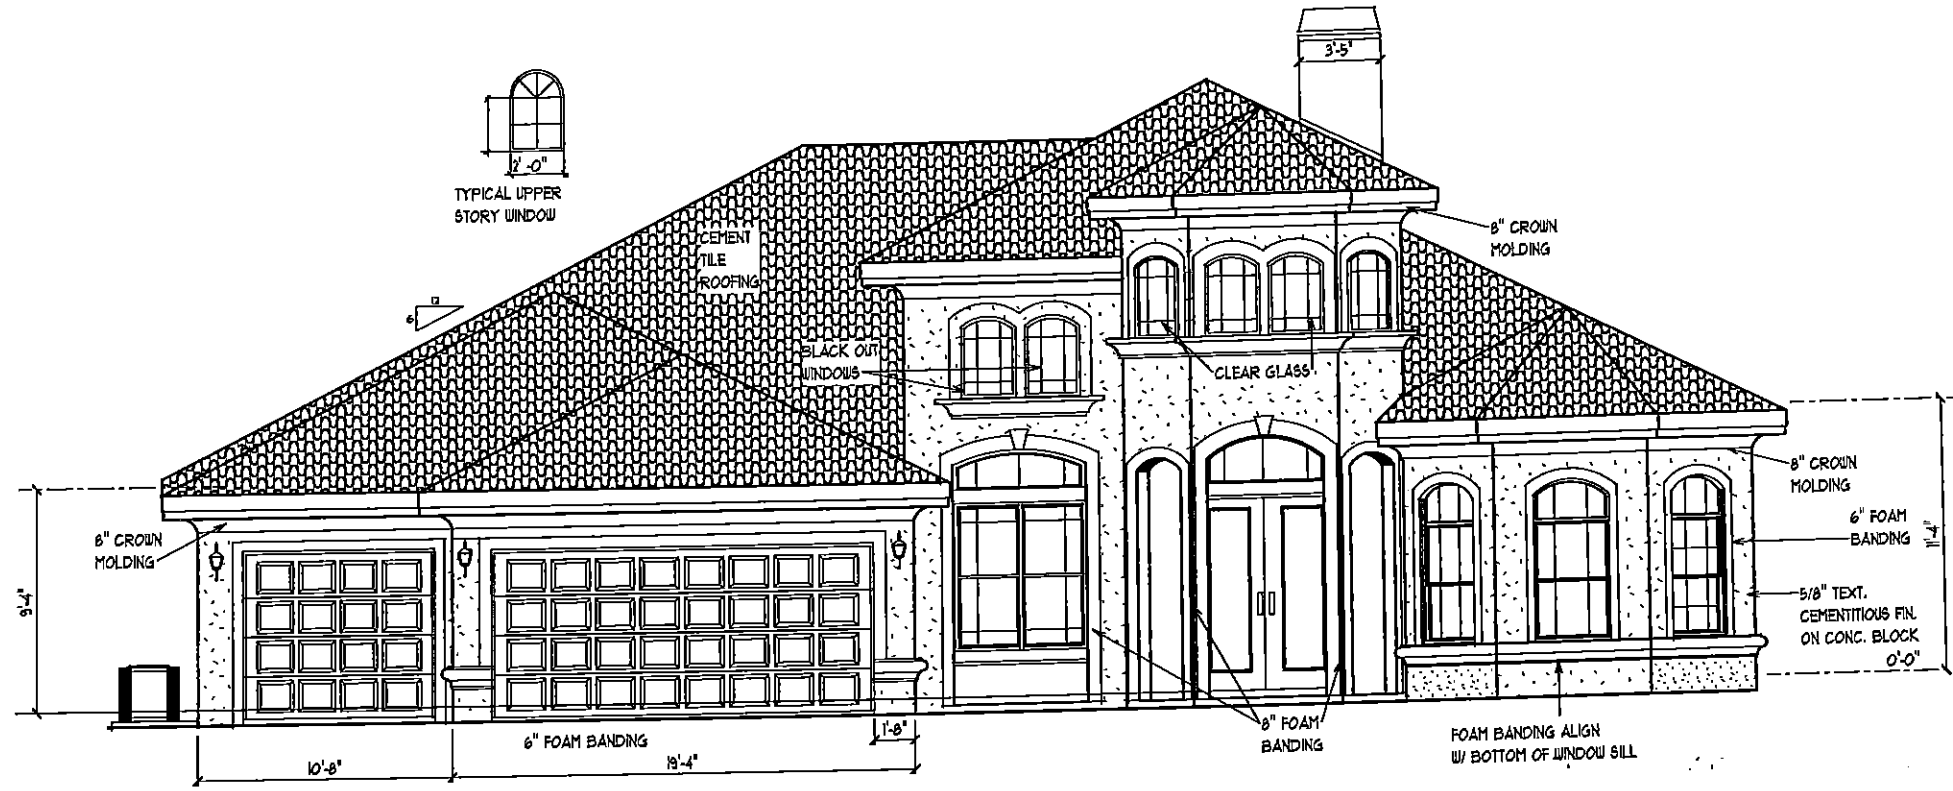 3'-5"
2'-0"
TYPICAL UPPER
STORY WINDOW
8" CROWN
MOLDING
CEMENT
TILE
ROOFING
12
6
BLACK OUT
WINDOWS
CLEAR GLASS
8" CROWN
MOLDING
6" FOAM
BANDING
8" CROWN
MOLDING
9'-4"
5/8" TEXT.
CEMENTITIOUS FIN.
ON CONC. BLOCK
0'-0"
8" FOAM
BANDING
FOAM BANDING ALIGN
W/ BOTTOM OF WINDOW SILL
6" FOAM BANDING
1'-8"
10'-8"
19'-4"